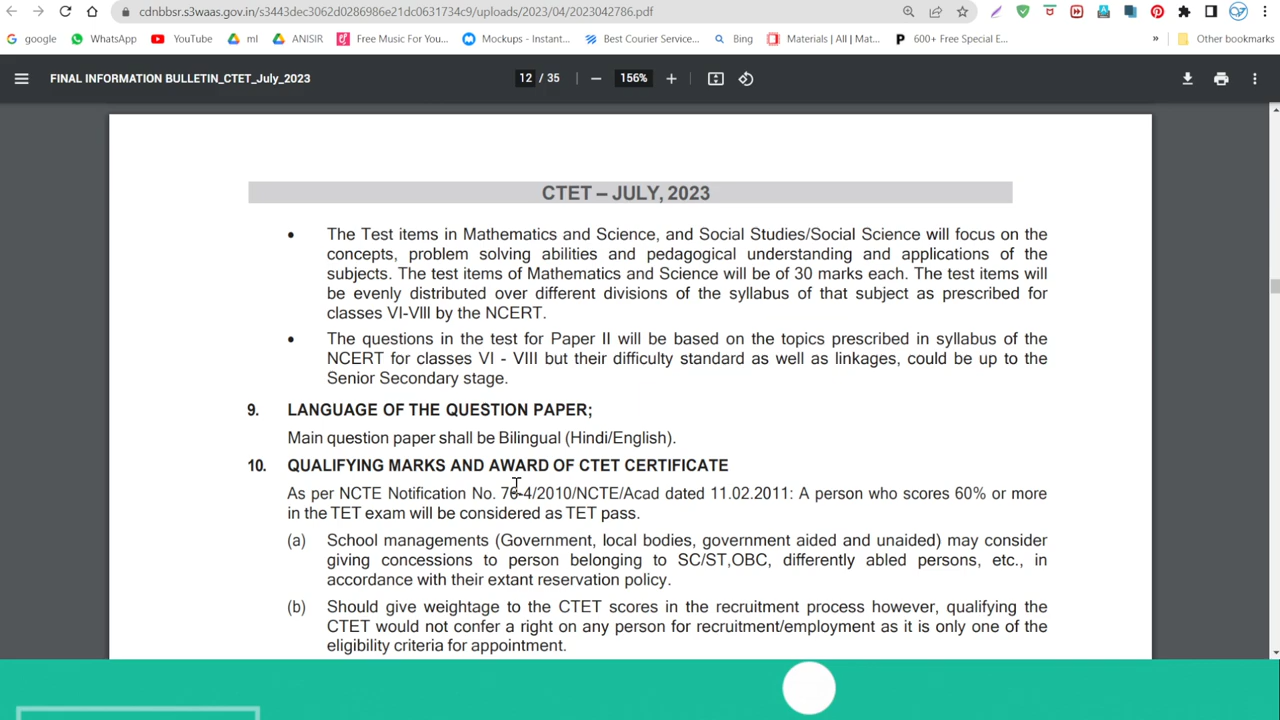 cdnbbsr.s3waas.gov.in/s3443dec3062d0286986e21dc0631734c9/uploads/2023/04/2023042786.pdf
google WhatsApp YouTube ml ANISIR Free Music For You... Mockups - Instant... Best Courier Service... Bing Materials | All | Mat... 600+ Free Special E... » Other bookmarks
FINAL INFORMATION BULLETIN_CTET_July_2023 12 / 35 − 156% +
CTET – JULY, 2023
• The Test items in Mathematics and Science, and Social Studies/Social Science will focus on the
concepts, problem solving abilities and pedagogical understanding and applications of the
subjects. The test items of Mathematics and Science will be of 30 marks each. The test items will
be evenly distributed over different divisions of the syllabus of that subject as prescribed for
classes VI-VIII by the NCERT.
• The questions in the test for Paper II will be based on the topics prescribed in syllabus of the
NCERT for classes VI - VIII but their difficulty standard as well as linkages, could be up to the
Senior Secondary stage.
9. LANGUAGE OF THE QUESTION PAPER;
Main question paper shall be Bilingual (Hindi/English).
10. QUALIFYING MARKS AND AWARD OF CTET CERTIFICATE
As per NCTE Notification No. 76-4/2010/NCTE/Acad dated 11.02.2011: A person who scores 60% or more
in the TET exam will be considered as TET pass.
(a) School managements (Government, local bodies, government aided and unaided) may consider
giving concessions to person belonging to SC/ST,OBC, differently abled persons, etc., in
accordance with their extant reservation policy.
(b) Should give weightage to the CTET scores in the recruitment process however, qualifying the
CTET would not confer a right on any person for recruitment/employment as it is only one of the
eligibility criteria for appointment.